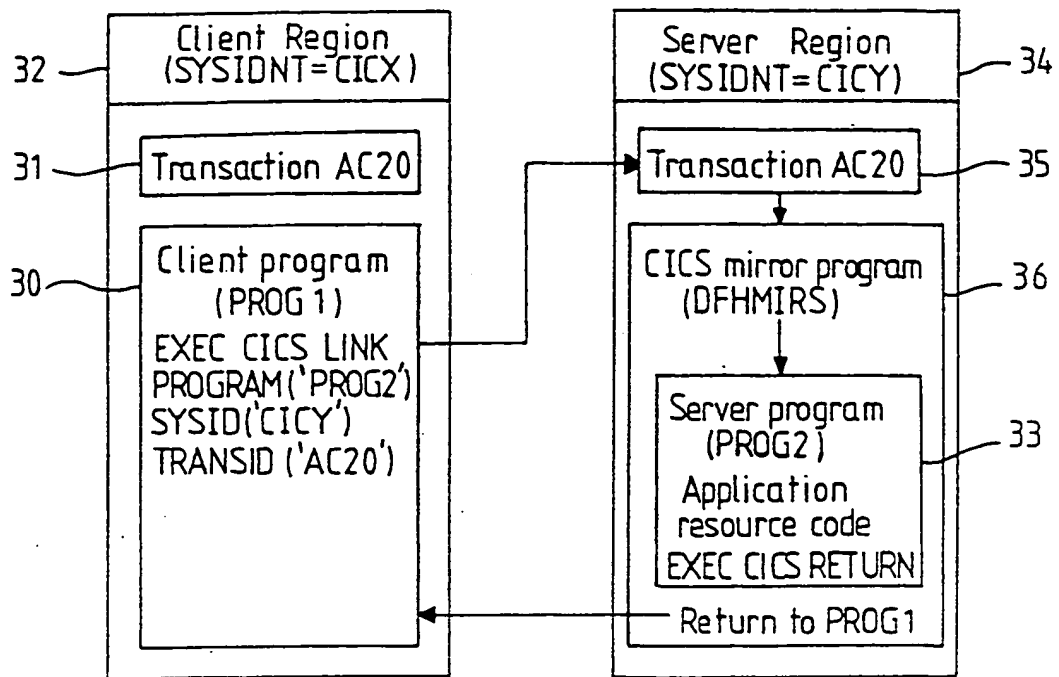 32
Client Region
(SYSIDNT=CICX)
31
Transaction AC20
30
Client program
(PROG 1)
EXEC CICS LINK
PROGRAM('PROG2')
SYSID('CICY')
TRANSID('AC20')
Server Region
(SYSIDNT=CICY)
34
Transaction AC20
35
CICS mirror program
(DFHMIRS)
36
Server program
(PROG2)
33
Application
resource code
EXEC CICS RETURN
Return to PROG1